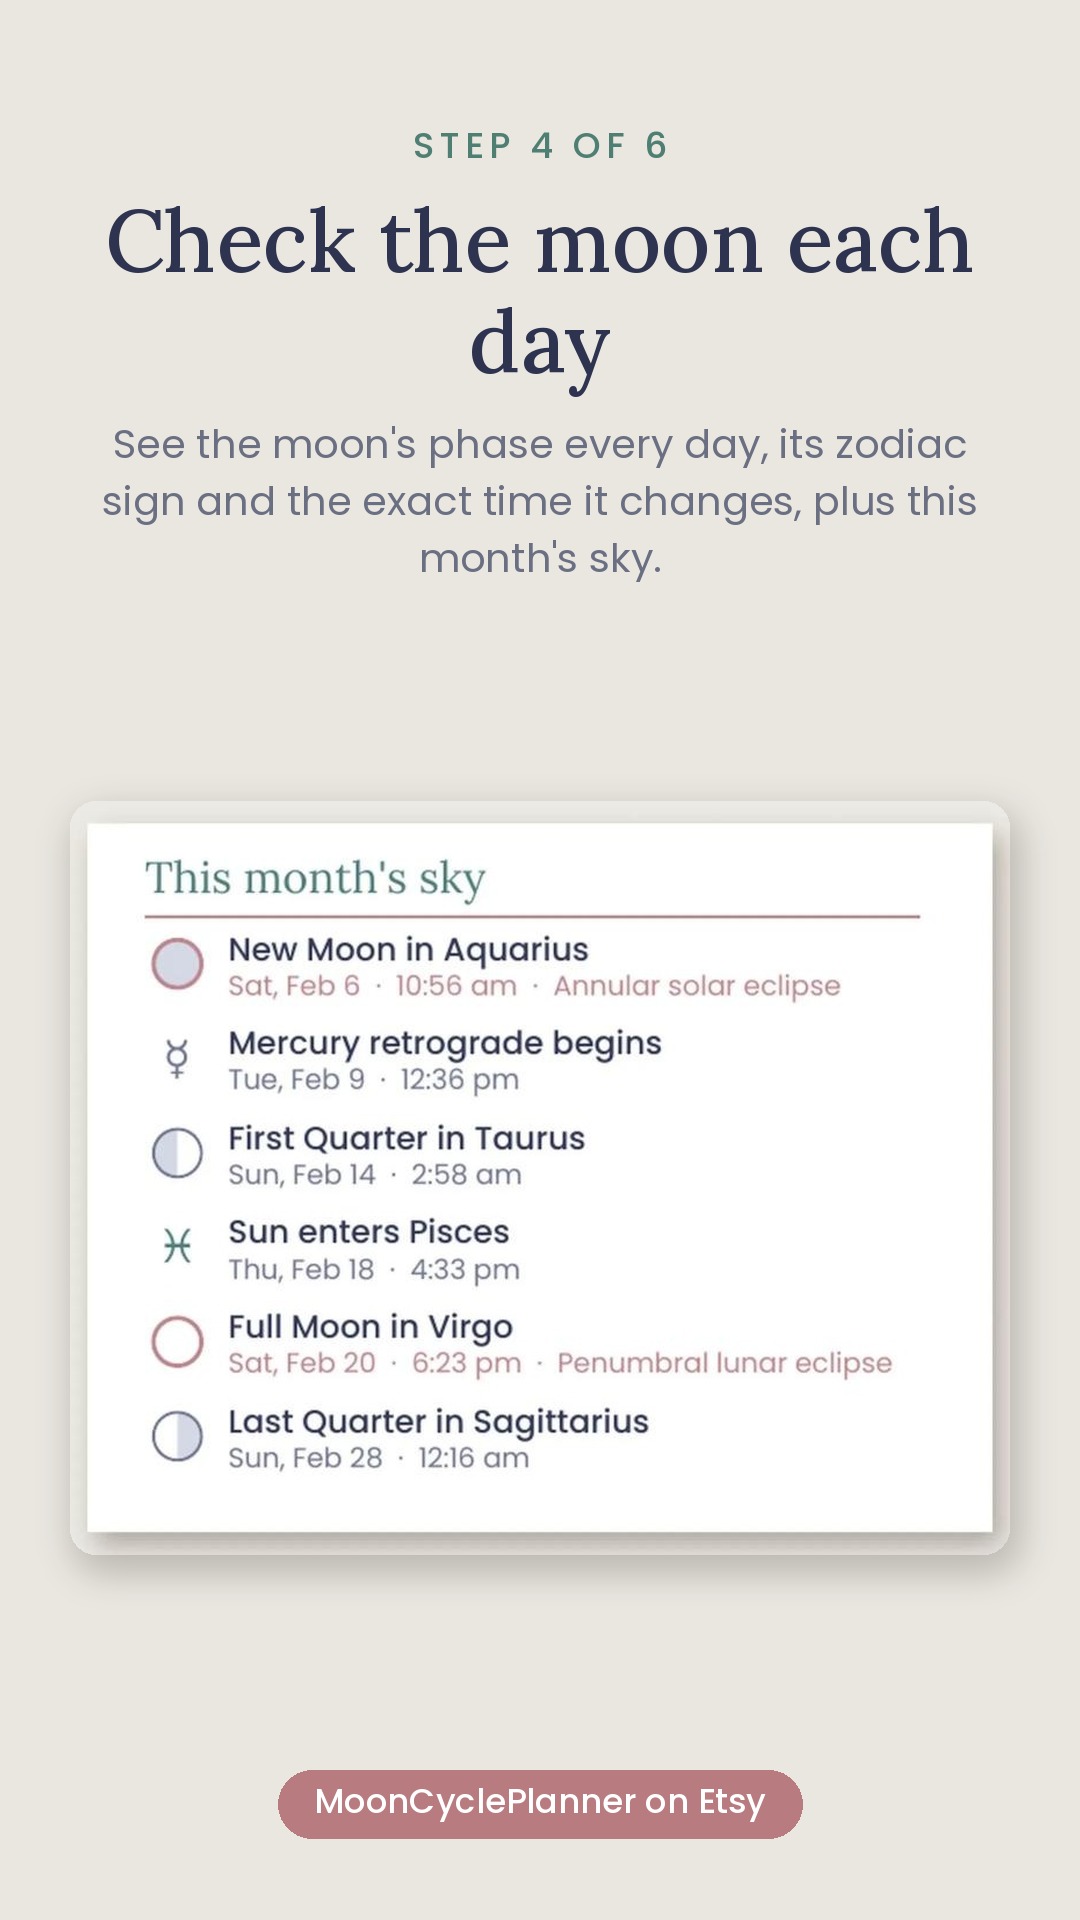 STEP 4 OF 6
Check the moon each
day
See the moon's phase every day, its zodiac
sign and the exact time it changes, plus this
month's sky.
This month's sky
New Moon in Aquarius
Sat, Feb 6 · 10:56 am · Annular solar eclipse
Mercury retrograde begins
Tue, Feb 9 · 12:36 pm
First Quarter in Taurus
Sun, Feb 14 · 2:58 am
Sun enters Pisces
Thu, Feb 18 · 4:33 pm
Full Moon in Virgo
Sat, Feb 20 · 6:23 pm · Penumbral lunar eclipse
Last Quarter in Sagittarius
Sun, Feb 28 · 12:16 am
MoonCyclePlanner on Etsy